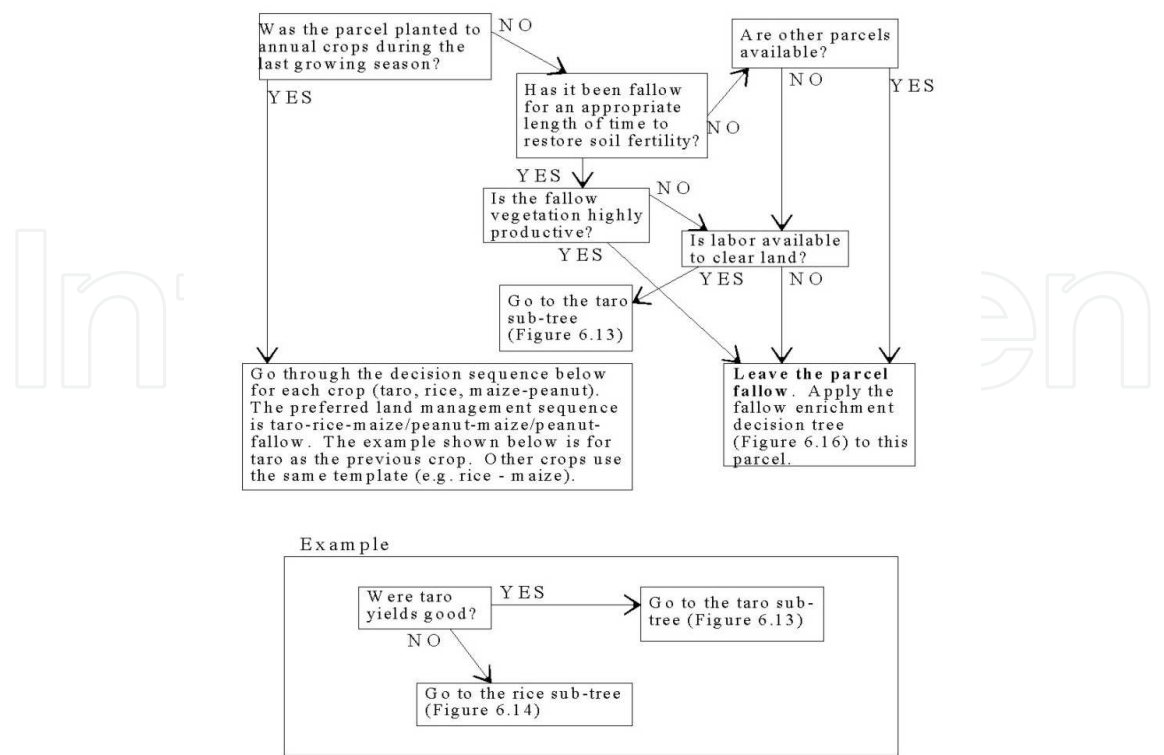 Was the parcel planted to
annual crops during the
last growing season?
NO
YES
Are other parcels
available?
NO
YES
Has it been fallow
for an appropriate
length of time to
restore soil fertility?
NO
YES
Is the fallow
vegetation highly
productive?
NO
YES
Is labor available
to clear land?
YES
NO
Go to the taro
sub-tree
(Figure 6.13)
Go through the decision sequence below
for each crop (taro, rice, maize-peanut).
The preferred land management sequence
is taro-rice-maize/peanut-maize/peanut-
fallow. The example shown below is for
taro as the previous crop. Other crops use
the same template (e.g. rice - maize).
Leave the parcel
fallow. Apply the
fallow enrichment
decision tree
(Figure 6.16) to this
parcel.
Example
Were taro
yields good?
YES
NO
Go to the taro sub-
tree (Figure 6.13)
Go to the rice sub-tree
(Figure 6.14)